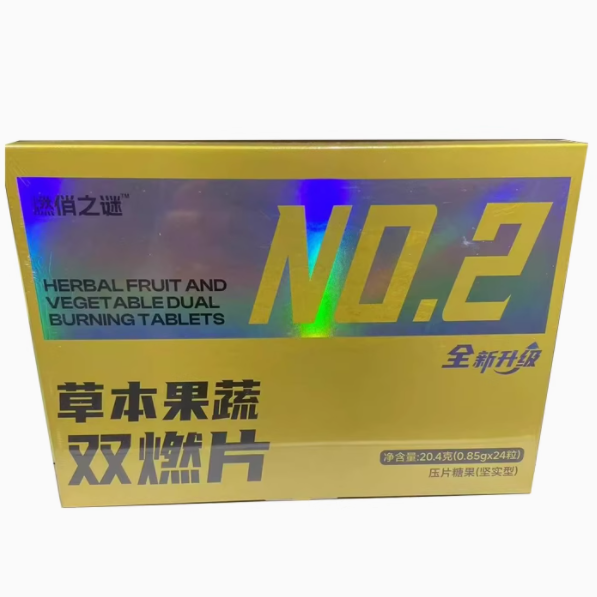 燃俏之谜™
NO.2
HERBAL FRUIT AND
VEGETABLE DUAL
BURNING TABLETS
全新升级
草本果蔬
双燃片
净含量:20.4克(0.85gx24粒)
压片糖果(坚实型)